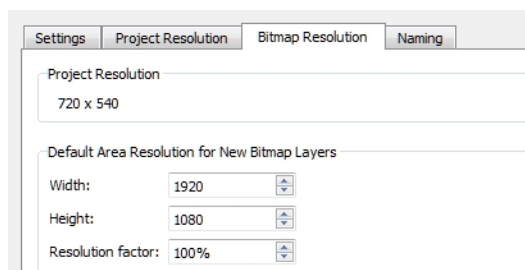 Settings Project Resolution Bitmap Resolution Naming
Project Resolution
720 x 540
Default Area Resolution for New Bitmap Layers
Width: 1920
Height: 1080
Resolution factor: 100%